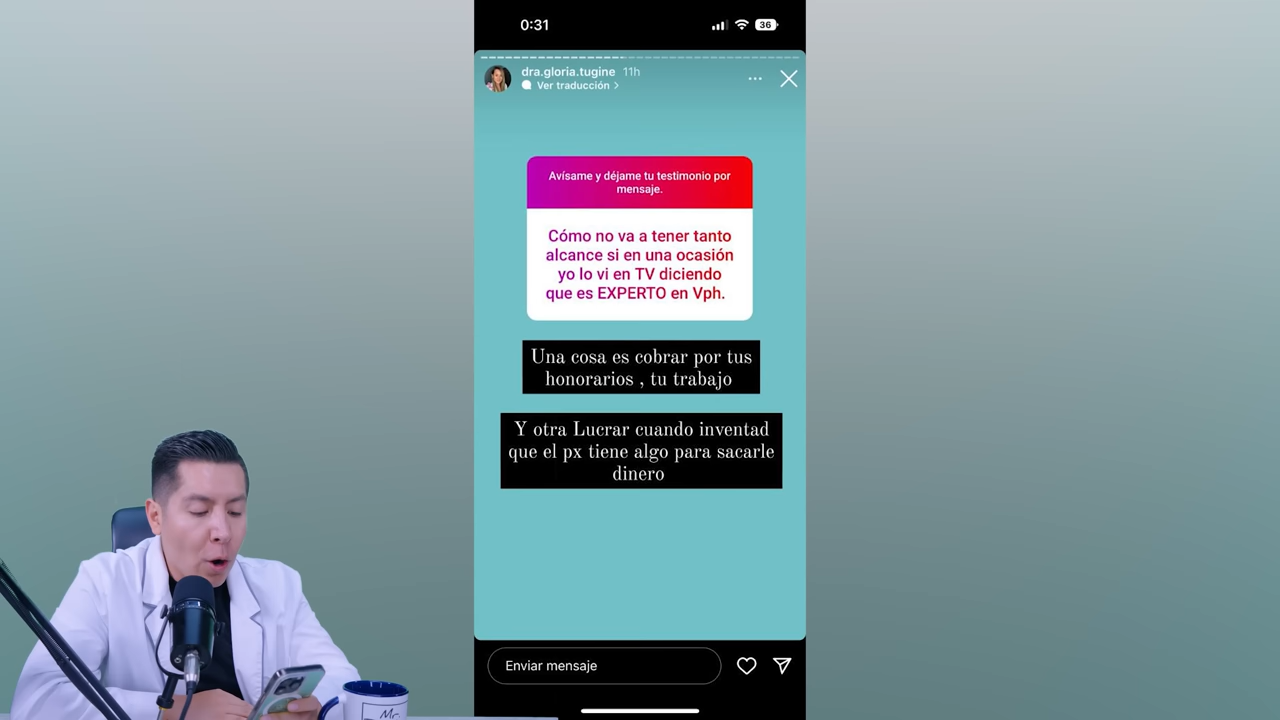 0:31
36
dra.gloria.tugine 11h
Ver traducción >
Avísame y déjame tu testimonio por
mensaje.
Cómo no va a tener tanto
alcance si en una ocasión
yo lo vi en TV diciendo
que es EXPERTO en Vph.
Una cosa es cobrar por tus
honorarios , tu trabajo
Y otra Lucrar cuando inventad
que el px tiene algo para sacarle
dinero
Enviar mensaje
Mr